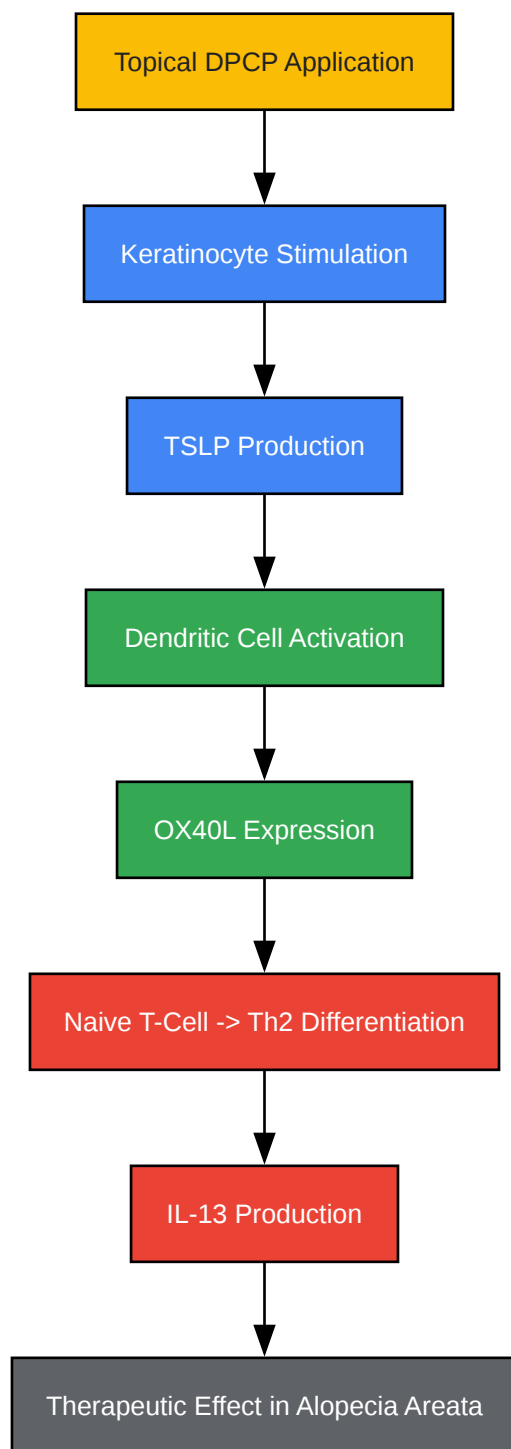 Topical DPCP Application
Keratinocyte Stimulation
TSLP Production
Dendritic Cell Activation
OX40L Expression
Naive T-Cell -> Th2 Differentiation
IL-13 Production
Therapeutic Effect in Alopecia Areata